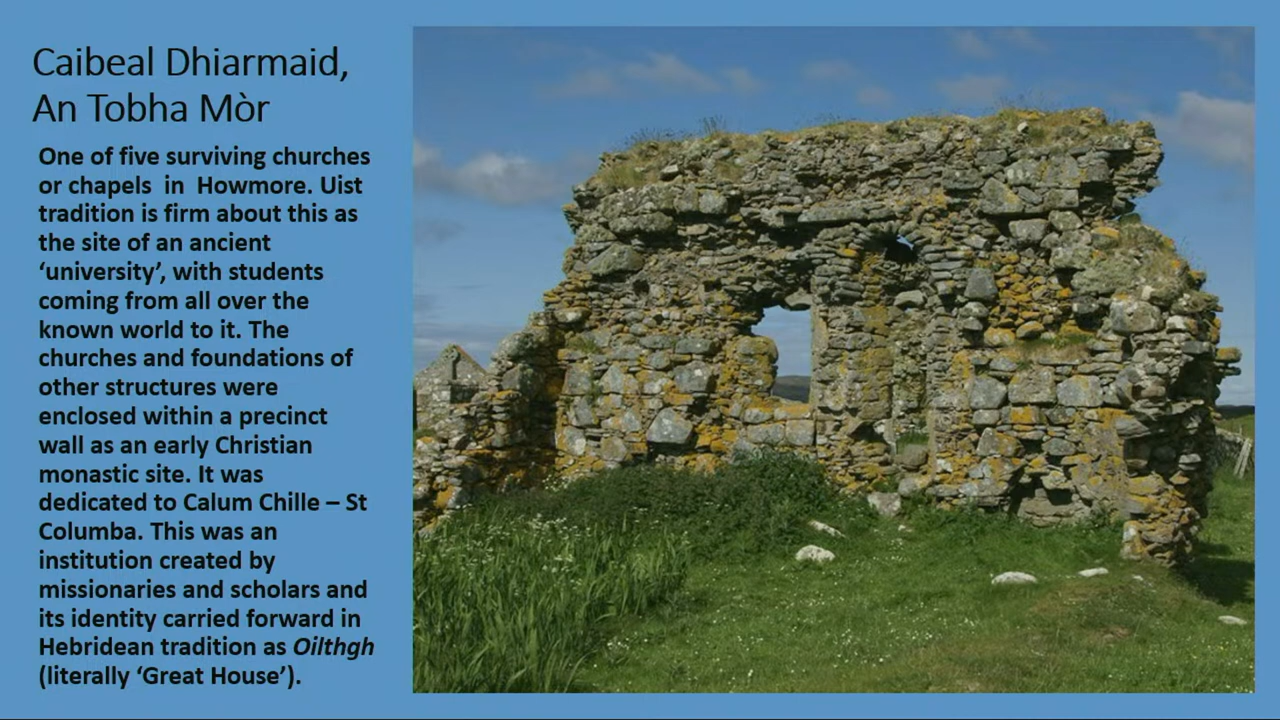 Caibeal Dhiarmaid,
An Tobha Mòr
One of five surviving churches
or chapels in Howmore. Uist
tradition is firm about this as
the site of an ancient
‘university’, with students
coming from all over the
known world to it. The
churches and foundations of
other structures were
enclosed within a precinct
wall as an early Christian
monastic site. It was
dedicated to Calum Chille – St
Columba. This was an
institution created by
missionaries and scholars and
its identity carried forward in
Hebridean tradition as Oilthgh
(literally ‘Great House’).